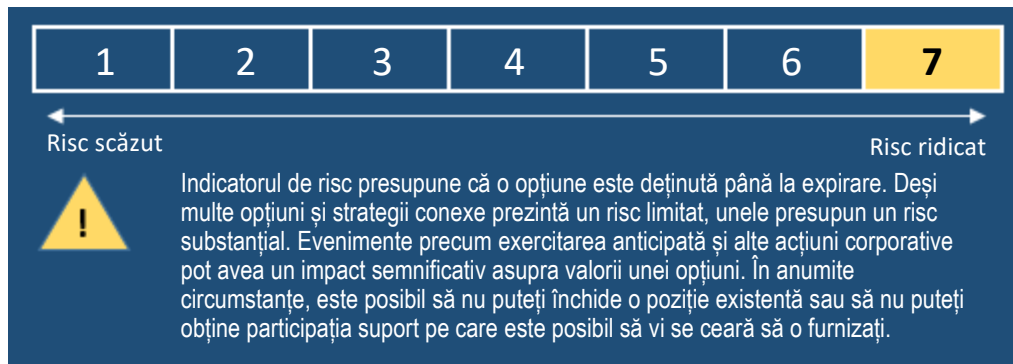 1 2 3 4 5 6 7
Risc scăzut
Risc ridicat
!
Indicatorul de risc presupune că o opțiune este deținută până la expirare. Deși
multe opțiuni și strategii conexe prezintă un risc limitat, unele presupun un risc
substanțial. Evenimente precum exercitarea anticipată și alte acțiuni corporative
pot avea un impact semnificativ asupra valorii unei opțiuni. În anumite
circumstanțe, este posibil să nu puteți închide o poziție existentă sau să nu puteți
obține participația suport pe care este posibil să vi se ceară să o furnizați.